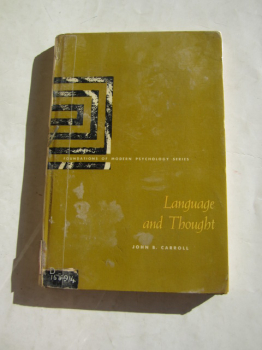 FOUNDATIONS OF MODERN PSYCHOLOGY SERIES
Language
and Thought
JOHN B. CARROLL
D